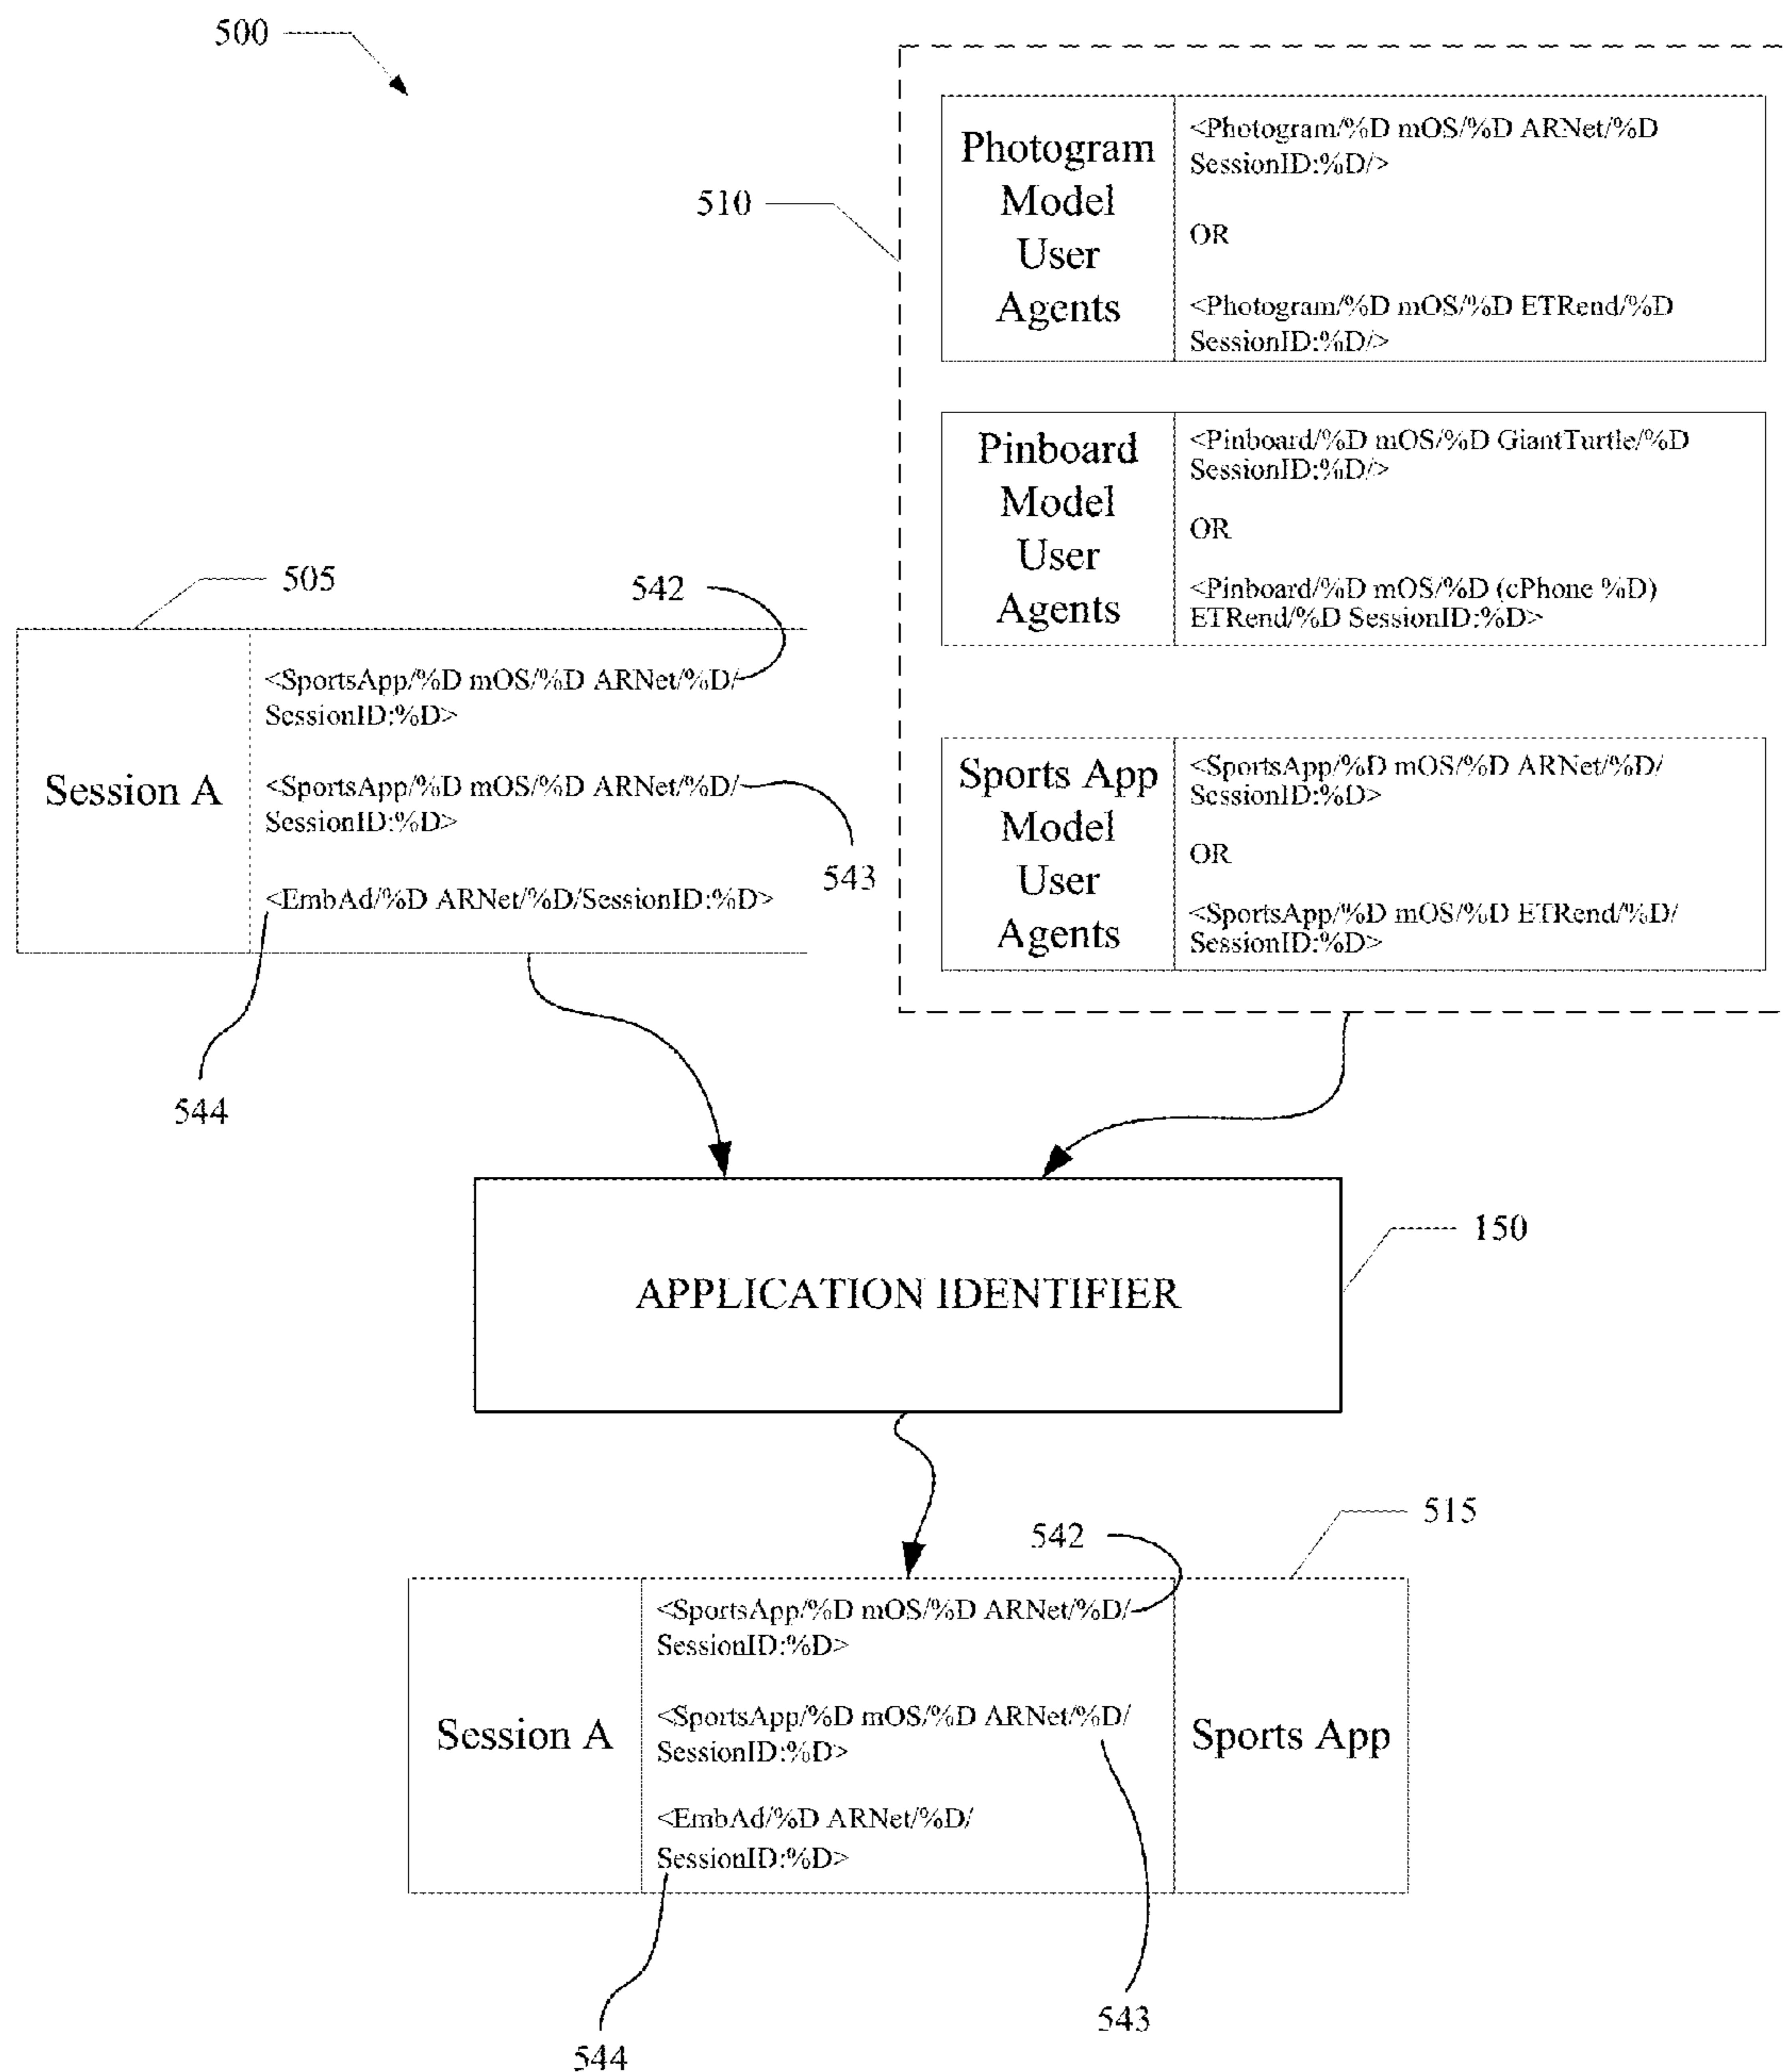 500
510
Photogram
Model
User
Agents
<Photogram/%D mOS/%D ARNet/%D
SessionID:%D/>
OR
<Photogram/%D mOS/%D ETRend/%D
SessionID:%D/>
Pinboard
Model
User
Agents
<Pinboard/%D mOS/%D GiantTurtle/%D
SessionID:%D/>
OR
<Pinboard/%D mOS/%D (cPhone %D)
ETRend/%D SessionID:%D>
Sports App
Model
User
Agents
<SportsApp/%D mOS/%D ARNet/%D/
SessionID:%D>
OR
<SportsApp/%D mOS/%D ETRend/%D/
SessionID:%D>
505
542
Session A
<SportsApp/%D mOS/%D ARNet/%D/
SessionID:%D>
<SportsApp/%D mOS/%D ARNet/%D/
SessionID:%D>
543
<EmbAd/%D ARNet/%D/SessionID:%D>
544
150
APPLICATION IDENTIFIER
542
515
Session A
<SportsApp/%D mOS/%D ARNet/%D/
SessionID:%D>
<SportsApp/%D mOS/%D ARNet/%D/
SessionID:%D>
<EmbAd/%D ARNet/%D/
SessionID:%D>
Sports App
543
544